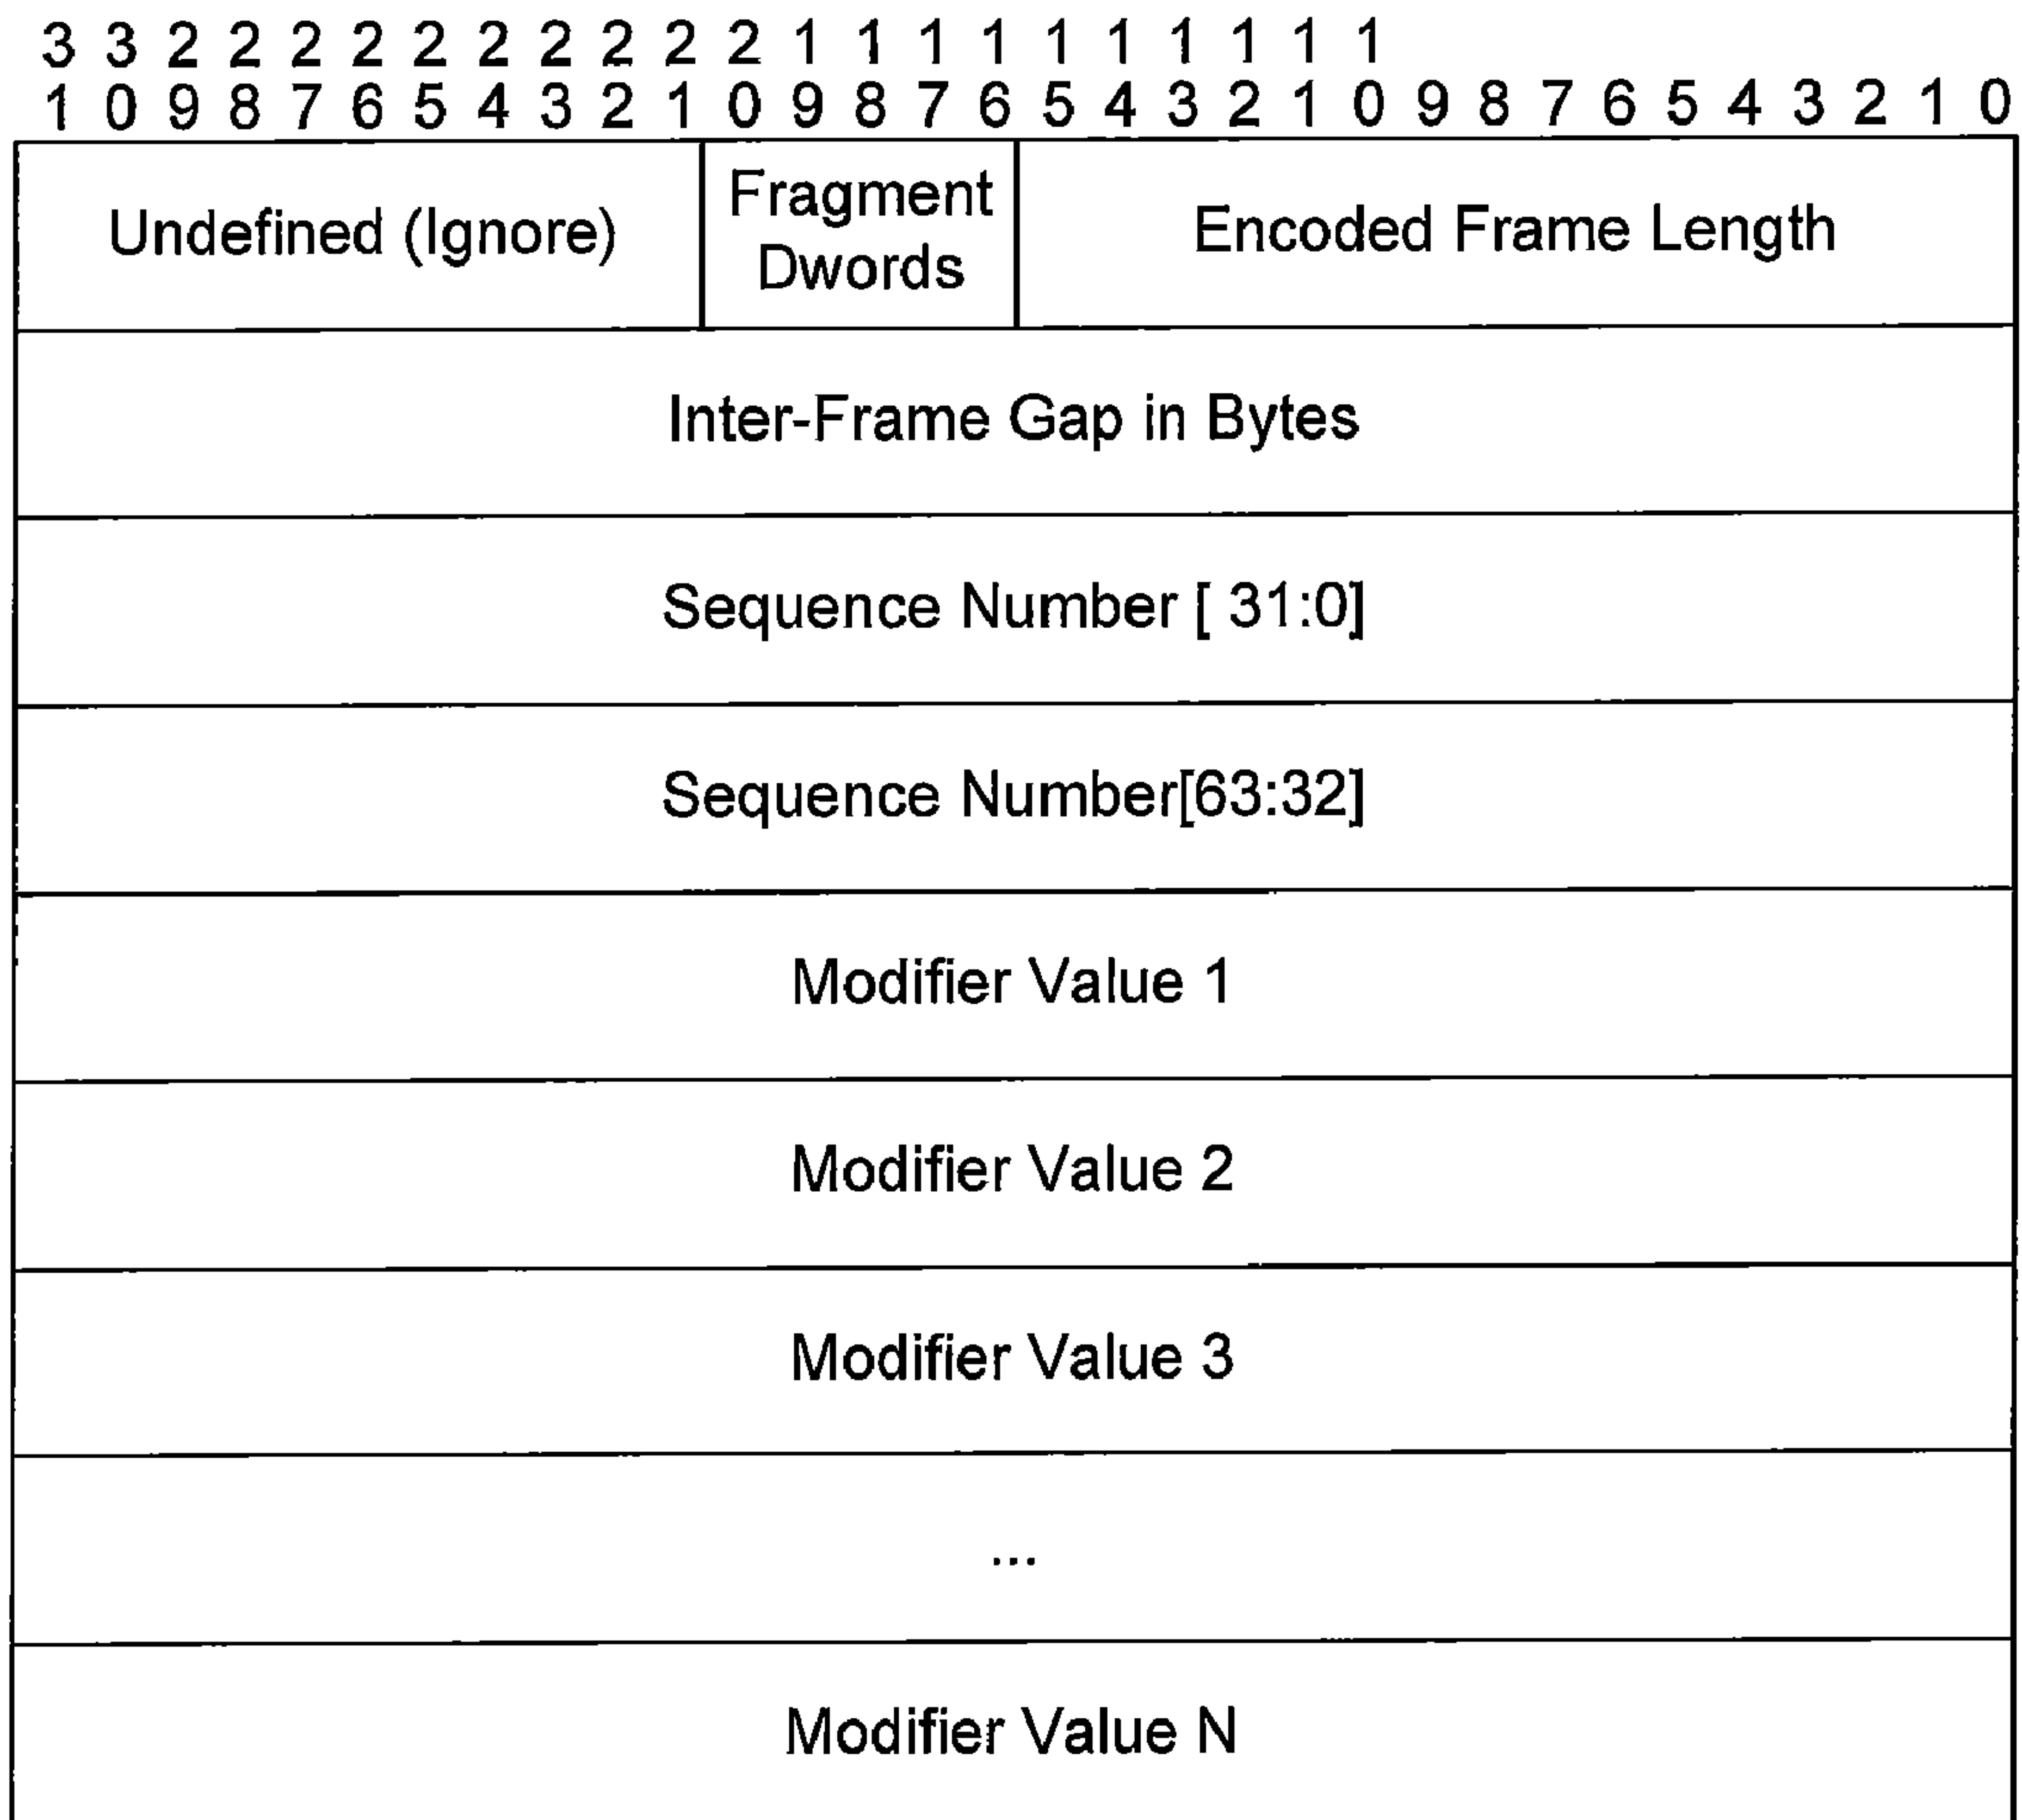 3 3 2 2 2 2 2 2 2 2 2 2 1 1 1 1 1 1 1 1 1 1
1 0 9 8 7 6 5 4 3 2 1 0 9 8 7 6 5 4 3 2 1 0 9 8 7 6 5 4 3 2 1 0
Undefined (Ignore)
Fragment
Dwords
Encoded Frame Length
Inter-Frame Gap in Bytes
Sequence Number [ 31:0]
Sequence Number[63:32]
Modifier Value 1
Modifier Value 2
Modifier Value 3
...
Modifier Value N